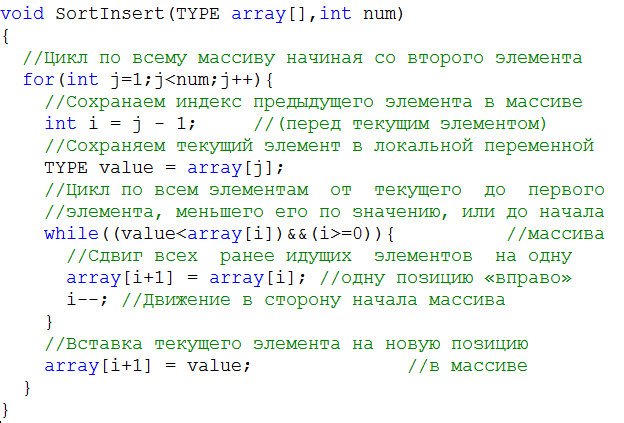 void SortInsert(TYPE array[],int num)
{
//Цикл по всему массиву начиная со второго элемента
for(int j=1;j<num;j++){
//Сохранаем индекс предыдущего элемента в массиве
int i = j - 1; //(перед текущим элементом)
//Сохраняем текущий элемент в локальной переменной
TYPE value = array[j];
//Цикл по всем элементам от текущего до первого
//элемента, меньшего его по значению, или до начала
while((value<array[i])&&(i>=0)){ //массива
//Сдвиг всех ранее идущих элементов на одну
array[i+1] = array[i]; //одну позицию «вправо»
i--; //Движение в сторону начала массива
}
//Вставка текущего элемента на новую позицию
array[i+1] = value; //в массиве
}
}